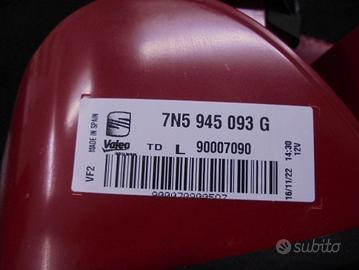 7N5 945 093 G
MADE IN SPAIN
Valeo
TD L 90007090
VF2
16/11/22 14:30
12V
subito